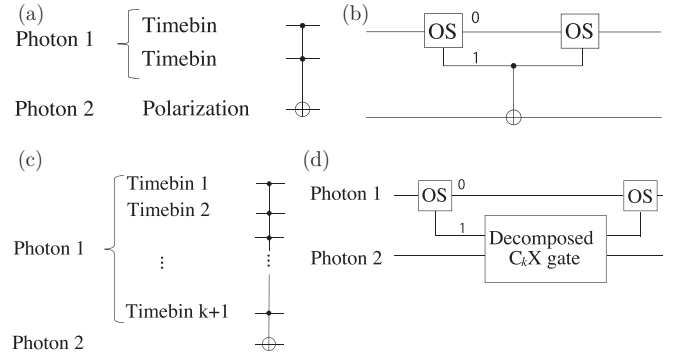 (a)
Photon 1
Timebin
Timebin
Photon 2
Polarization
(b)
OS
0
OS
1
(c)
Timebin 1
Timebin 2
Photon 1
⋮
⋮
Timebin k+1
Photon 2
(d)
Photon 1
OS
0
OS
1
Decomposed
CₖX gate
Photon 2